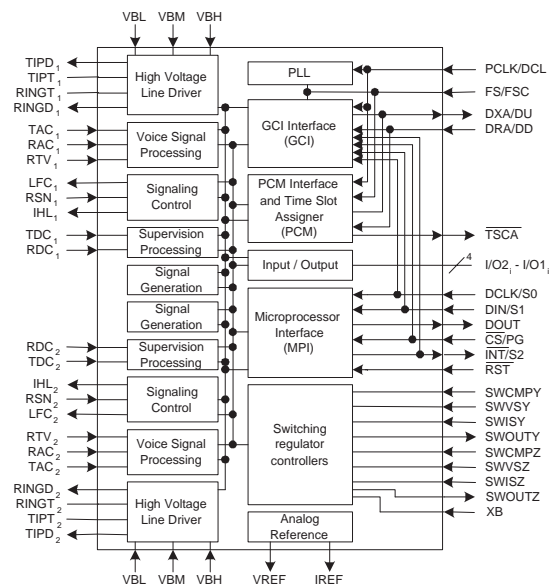 VBL VBM VBH
TIPD1
TIPT1
RINGT1
RINGD1
High Voltage
Line Driver
PLL
PCLK/DCL
FS/FSC
DXA/DU
DRA/DD
GCI Interface
(GCI)
TAC1
RAC1
RTV1
Voice Signal
Processing
LFC1
RSN1
IHL1
Signaling
Control
PCM Interface
and Time Slot
Assigner
(PCM)
TSCA
TDC1
RDC1
Supervision
Processing
Input / Output
4
I/O2i - I/O1i
Signal
Generation
Signal
Generation
Microprocessor
Interface
(MPI)
DCLK/S0
DIN/S1
DOUT
CS/PG
INT/S2
RST
RDC2
TDC2
Supervision
Processing
IHL2
RSN2
LFC2
Signaling
Control
Switching
regulator
controllers
SWCMPY
SWVSY
SWISY
SWOUTY
SWCMPZ
SWVSZ
SWISZ
SWOUTZ
XB
RTV2
RAC2
TAC2
Voice Signal
Processing
RINGD2
RINGT2
TIPT2
TIPD2
High Voltage
Line Driver
Analog
Reference
VBL VBM VBH
VREF IREF